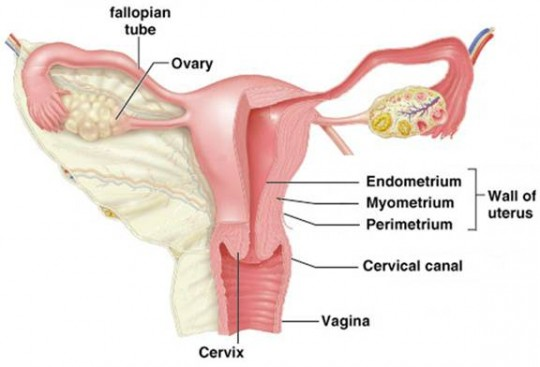 fallopian
tube
Ovary
Endometrium
Myometrium
Perimetrium
Wall of
uterus
Cervical canal
Vagina
Cervix